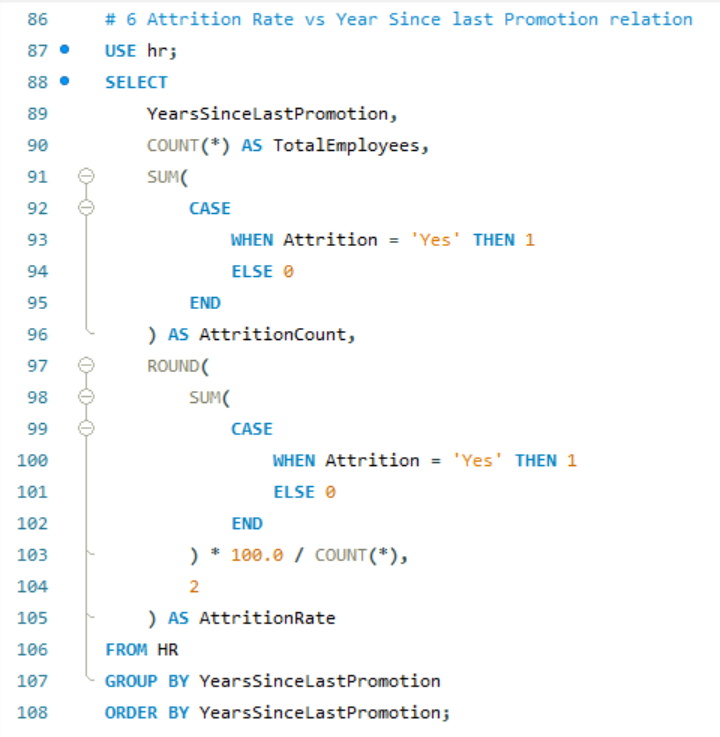 86 # 6 Attrition Rate vs Year Since last Promotion relation
87 USE hr;
88 SELECT
89 YearsSinceLastPromotion,
90 COUNT(*) AS TotalEmployees,
91 SUM(
92 CASE
93 WHEN Attrition = 'Yes' THEN 1
94 ELSE 0
95 END
96 ) AS AttritionCount,
97 ROUND(
98 SUM(
99 CASE
100 WHEN Attrition = 'Yes' THEN 1
101 ELSE 0
102 END
103 ) * 100.0 / COUNT(*),
104 2
105 ) AS AttritionRate
106 FROM HR
107 GROUP BY YearsSinceLastPromotion
108 ORDER BY YearsSinceLastPromotion;